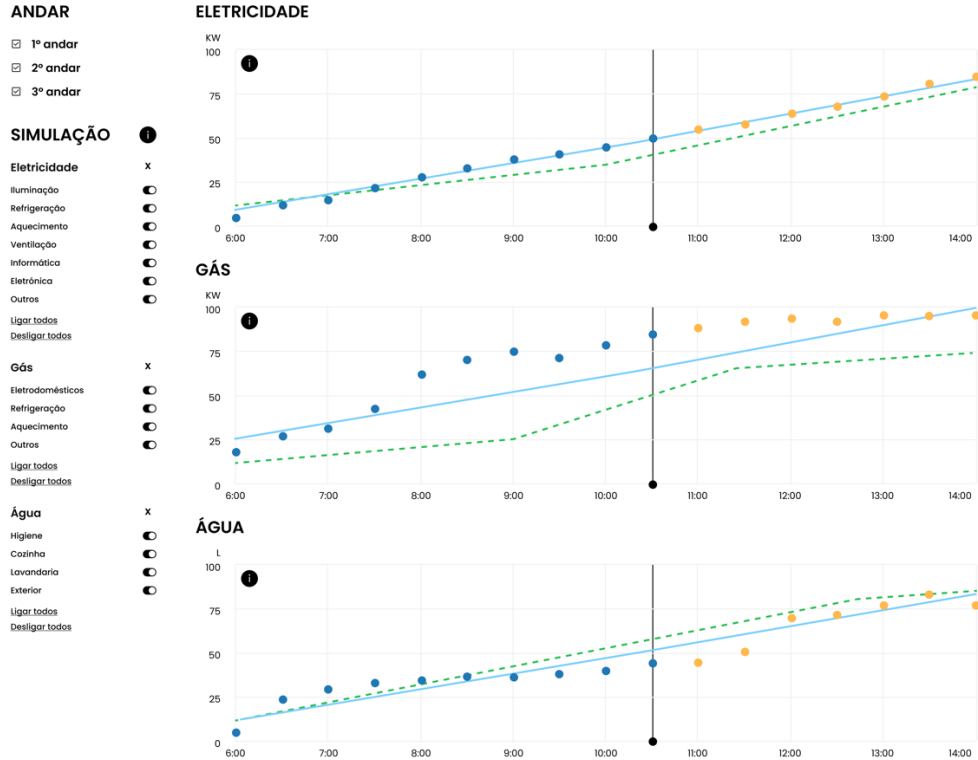 ANDAR
1º andar
2º andar
3º andar
SIMULAÇÃO i
Eletricidade x
Iluminação
Refrigeração
Aquecimento
Ventilação
Informática
Eletrónica
Outros
Ligar todos
Desligar todos
Gás x
Eletrodomésticos
Refrigeração
Aquecimento
Outros
Ligar todos
Desligar todos
Água x
Higiene
Cozinha
Lavandaria
Exterior
Ligar todos
Desligar todos
ELETRICIDADE
KW
100
i
75
50
25
0
6:00 7:00 8:00 9:00 10:00 11:00 12:00 13:00 14:00
GÁS
KW
100
i
75
50
25
0
6:00 7:00 8:00 9:00 10:00 11:00 12:00 13:00 14:00
ÁGUA
L
100
i
75
50
25
0
6:00 7:00 8:00 9:00 10:00 11:00 12:00 13:00 14:00